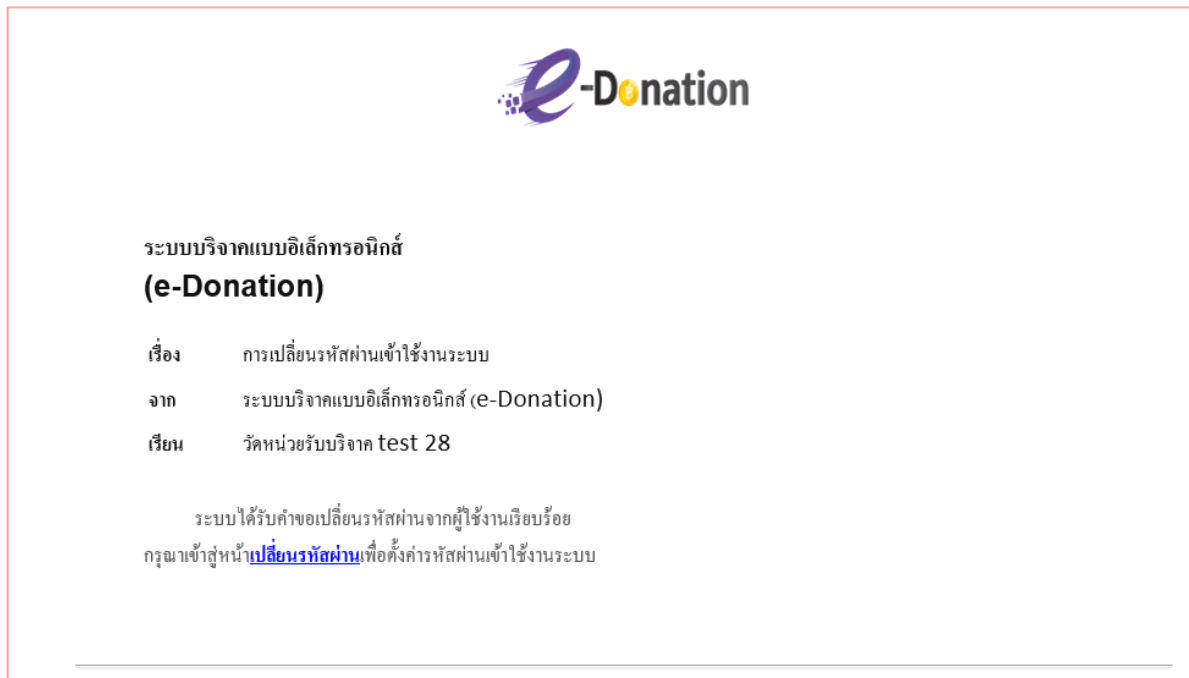 e-Donation
ระบบบริจาคแบบอิเล็กทรอนิกส์
(e-Donation)
เรื่อง การเปลี่ยนรหัสผ่านเข้าใช้งานระบบ
จาก ระบบบริจาคแบบอิเล็กทรอนิกส์ (e-Donation)
เรียน วัดหน่วยรับบริจาค test 28
ระบบได้รับคำขอเปลี่ยนรหัสผ่านจากผู้ใช้งานเรียบร้อย
กรุณาเข้าสู่หน้าเปลี่ยนรหัสผ่านเพื่อตั้งค่ารหัสผ่านเข้าใช้งานระบบ